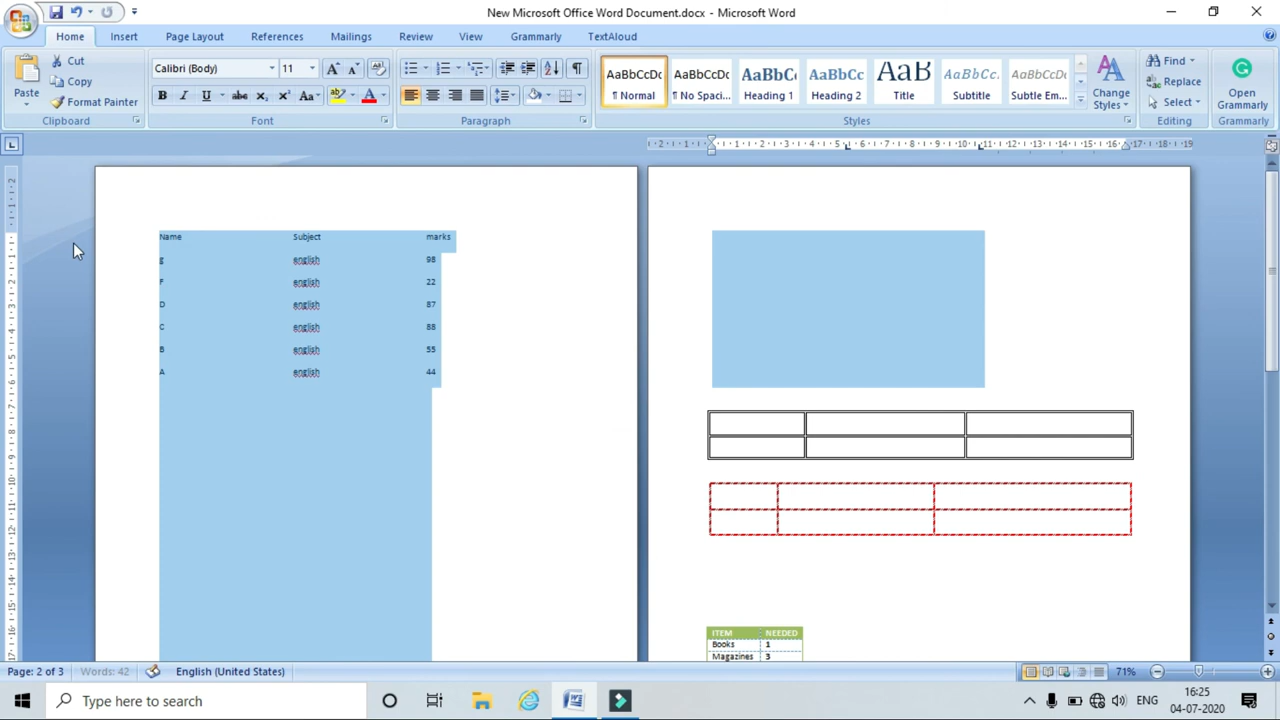 New Microsoft Office Word Document.docx - Microsoft Word
Home Insert Page Layout References Mailings Review View Grammarly TextAloud
Paste
Cut
Copy
Format Painter
Clipboard
Calibri (Body) 11
Font
Paragraph
AaBbCcDc AaBbCcDc AaBbC AaBbCc AaB AaBbCc. AaBbCcDc
¶ Normal ¶ No Spaci... Heading 1 Heading 2 Title Subtitle Subtle Em...
Change Styles
Styles
Find
Replace
Select
Editing
Open Grammarly
Grammarly
Name Subject marks
g english 98
F english 22
D english 87
C english 88
B english 55
A english 44
ITEM NEEDED
Books 1
Magazines 3
Page: 2 of 3 Words: 42 English (United States) 71%
Type here to search
ENG
16:25
04-07-2020